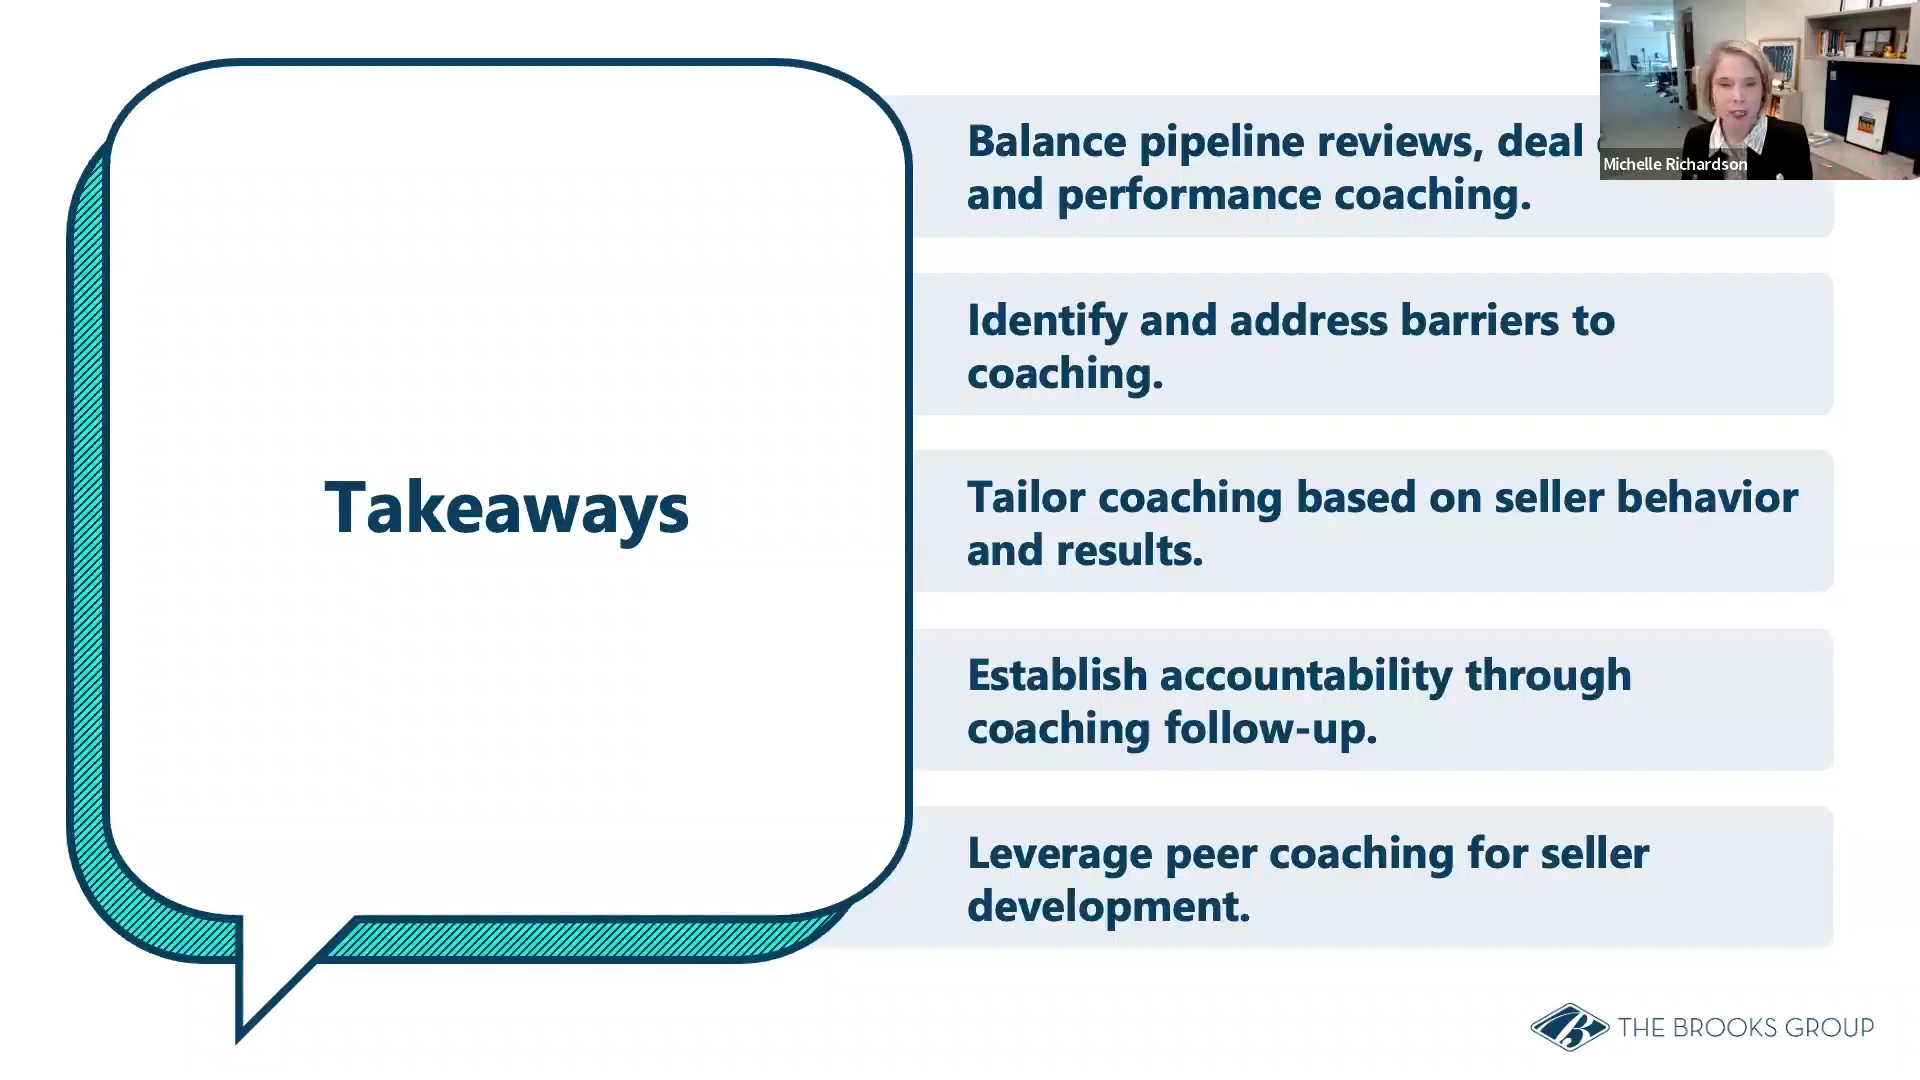 Takeaways
Balance pipeline reviews, deal
and performance coaching.
Identify and address barriers to
coaching.
Tailor coaching based on seller behavior
and results.
Establish accountability through
coaching follow-up.
Leverage peer coaching for seller
development.
Michelle Richardson
THE BROOKS GROUP